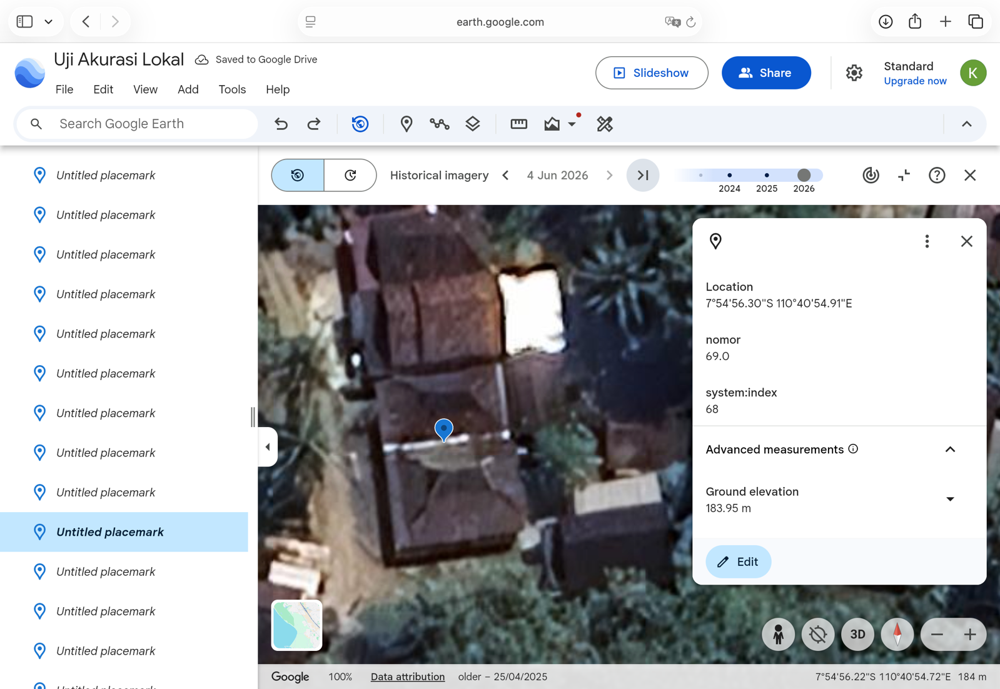 earth.google.com
Uji Akurasi Lokal
Saved to Google Drive
File Edit View Add Tools Help
Slideshow
Share
Standard
Upgrade now
K
Search Google Earth
Untitled placemark
Untitled placemark
Untitled placemark
Untitled placemark
Untitled placemark
Untitled placemark
Untitled placemark
Untitled placemark
Untitled placemark
Untitled placemark
Untitled placemark
Untitled placemark
Untitled placemark
Historical imagery
4 Jun 2026
2024 2025 2026
Location
7°54'56.30"S 110°40'54.91"E
nomor
69.0
system:index
68
Advanced measurements
Ground elevation
183.95 m
Edit
3D
Google 100% Data attribution older – 25/04/2025
7°54'56.22"S 110°40'54.72"E 184 m